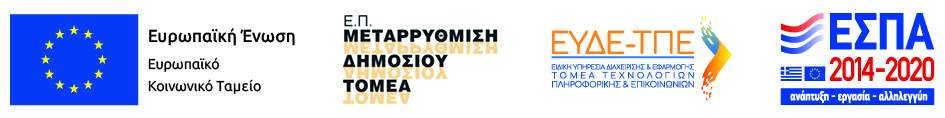 Ευρωπαϊκή Ένωση
Ευρωπαϊκό
Κοινωνικό Ταμείο
Ε.Π.
ΜΕΤΑΡΡΥΘΜΙΣΗ
ΔΗΜΟΣΙΟΥ
ΤΟΜΕΑ
ΕΥΔΕ-ΤΠΕ
ΕΙΔΙΚΗ ΥΠΗΡΕΣΙΑ ΔΙΑΧΕΙΡΙΣΗΣ & ΕΦΑΡΜΟΓΗΣ
ΤΟΜΕΑ ΤΕΧΝΟΛΟΓΙΩΝ
ΠΛΗΡΟΦΟΡΙΚΗΣ & ΕΠΙΚΟΙΝΩΝΙΩΝ
ΕΣΠΑ
2014-2020
ανάπτυξη - εργασία - αλληλεγγύη